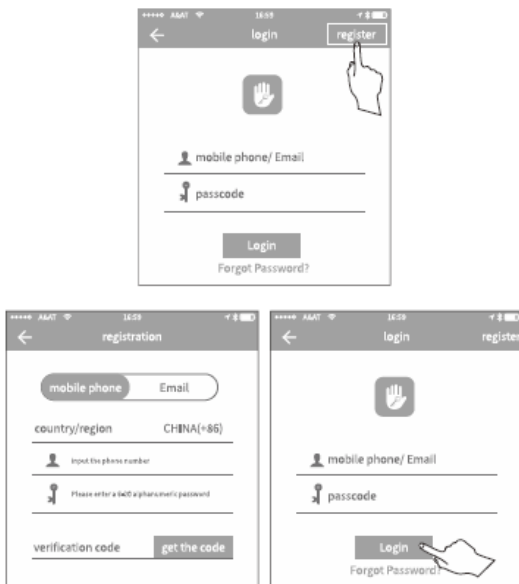 A&AT 16:59
login register
mobile phone/ Email
passcode
Login
Forgot Password?
A&AT 16:59
registration
mobile phone Email
country/region CHINA(+86)
input the phone number
Please enter a 6~20 alphanumeric password
verification code get the code
A&AT 16:59
login register
mobile phone/ Email
passcode
Login
Forgot Password?